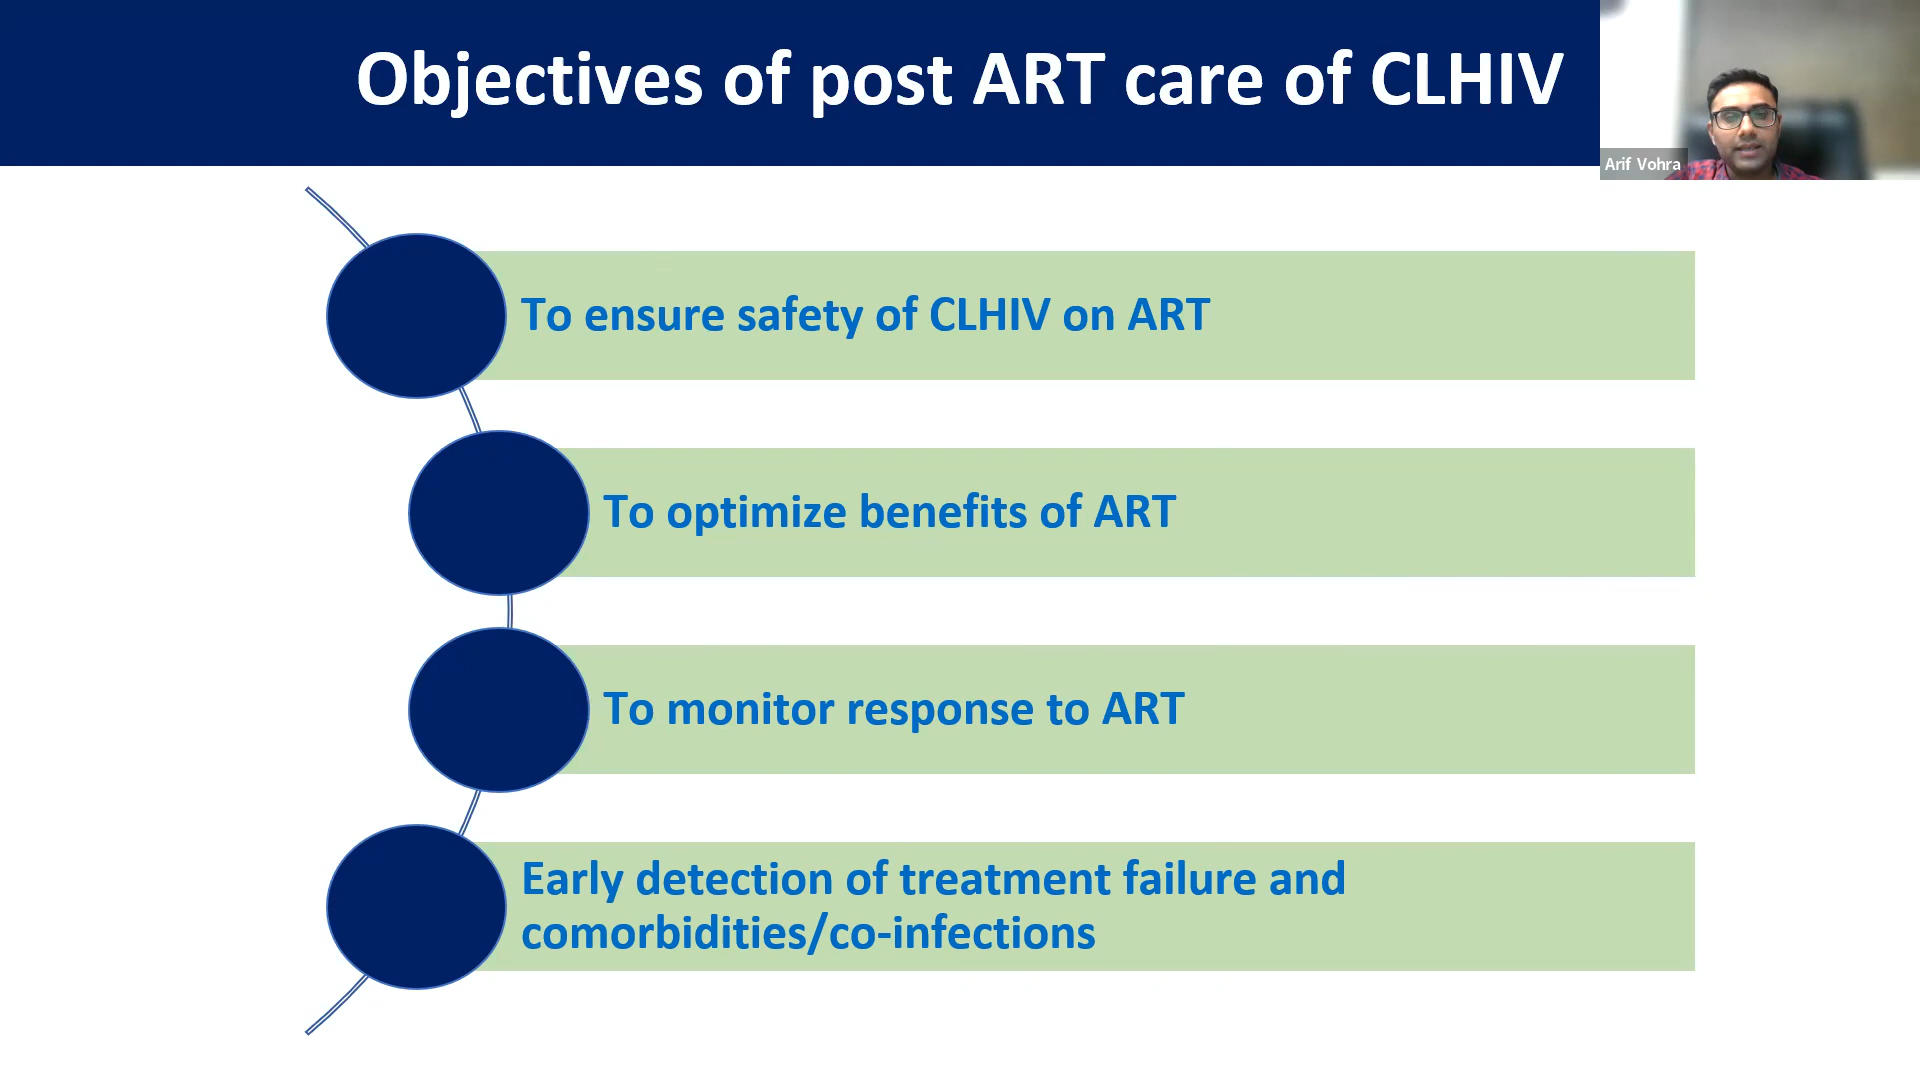 Objectives of post ART care of CLHIV
Arif Vohra
To ensure safety of CLHIV on ART
To optimize benefits of ART
To monitor response to ART
Early detection of treatment failure and
comorbidities/co-infections